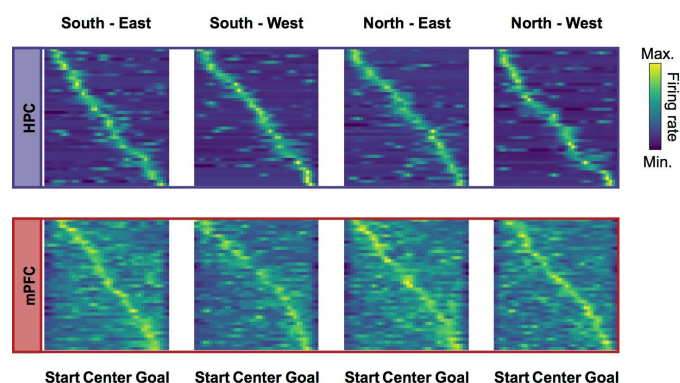 South - East South - West North - East North - West
Max.
HPC
Firing rate
Min.
mPFC
Start Center Goal Start Center Goal Start Center Goal Start Center Goal